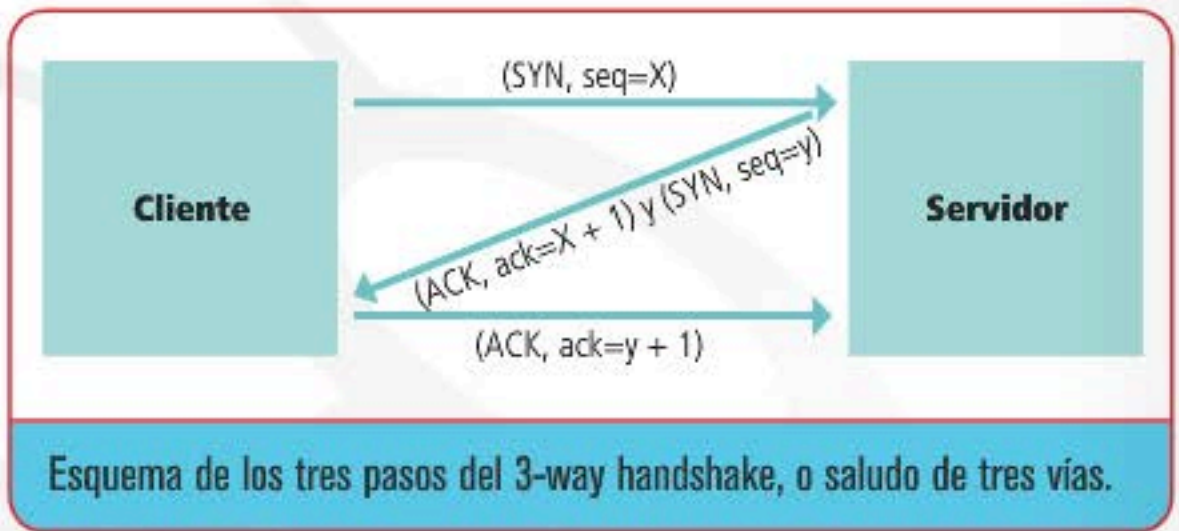 (SYN, seq=X)
Cliente
(ACK, ack=X + 1) y (SYN, seq=y)
Servidor
(ACK, ack=y + 1)
Esquema de los tres pasos del 3-way handshake, o saludo de tres vías.